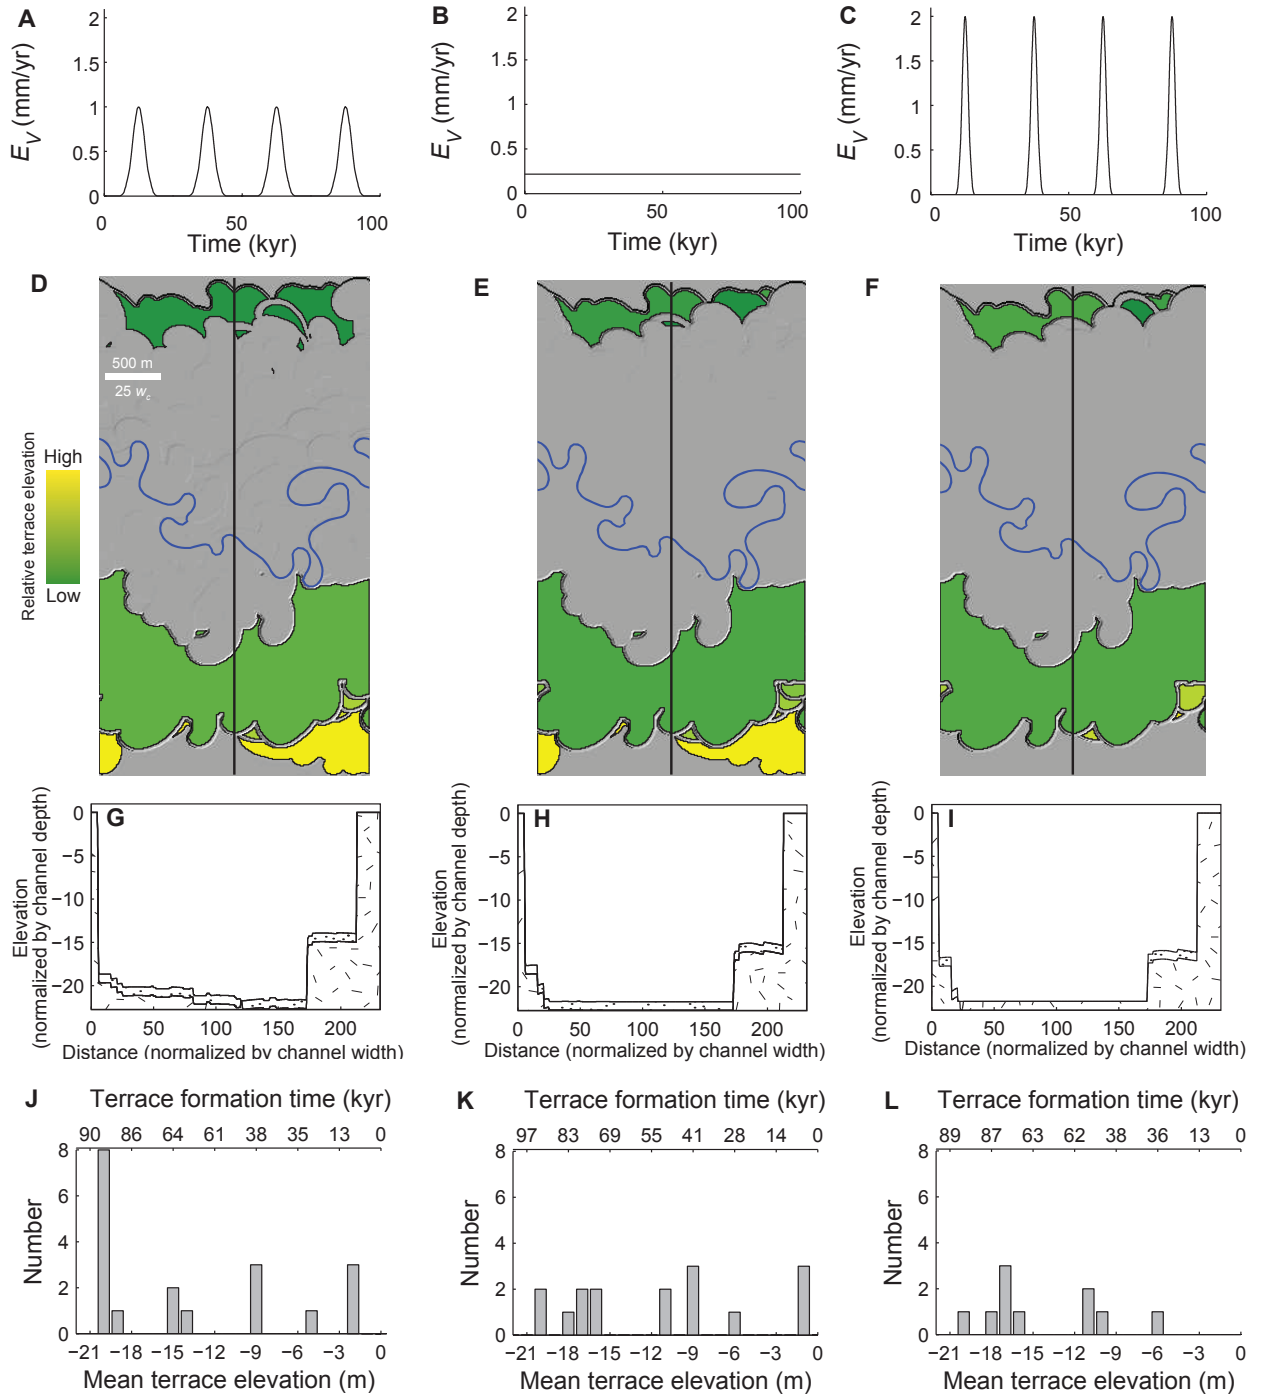 A
E_V (mm/yr)
2
1.5
1
0.5
0
0 50 100
Time (kyr)
B
E_V (mm/yr)
2
1.5
1
0.5
0
0 50 100
Time (kyr)
C
E_V (mm/yr)
2
1.5
1
0.5
0
0 50 100
Time (kyr)
D
500 m
25 w_c
Relative terrace elevation
High
Low
E
F
G
Elevation
(normalized by channel depth)
0
−5
−10
−15
−20
0 50 100 150 200
Distance (normalized by channel width)
H
Elevation
(normalized by channel depth)
0
−5
−10
−15
−20
0 50 100 150 200
Distance (normalized by channel width)
I
Elevation
(normalized by channel depth)
0
−5
−10
−15
−20
0 50 100 150 200
Distance (normalized by channel width)
J
Terrace formation time (kyr)
90 86 64 61 38 35 13 0
Number
8
6
4
2
0
−21 −18 −15 −12 −9 −6 −3 0
Mean terrace elevation (m)
K
Terrace formation time (kyr)
97 83 69 55 41 28 14 0
Number
8
6
4
2
0
−21 −18 −15 −12 −9 −6 −3 0
Mean terrace elevation (m)
L
Terrace formation time (kyr)
89 87 63 62 38 36 13 0
Number
8
6
4
2
0
−21 −18 −15 −12 −9 −6 −3 0
Mean terrace elevation (m)